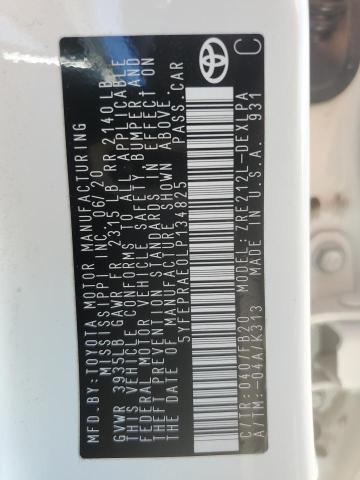 MFD.BY: TOYOTA MOTOR MANUFACTURING
MISSISSIPPI 06/20
GVWR 3935LB GAWR FR 2315 LB RR 2140LB
THIS VEHICLE CONFORMS TO ALL APPLICABLE
FEDERAL MOTOR VEHICLE SAFETY, BUMPER AND
THEFT PREVENTION STANDARDS IN EFFECT ON
THE DATE OF MANUFACTURE SHOWN ABOVE.
5YFEPRAE0LP134825 PASS.CAR
C/TR:040/FB20 MODEL:ZRE212L-DEXLPA
A/TM:-04A/K313 MADE IN U.S.A. 931
C